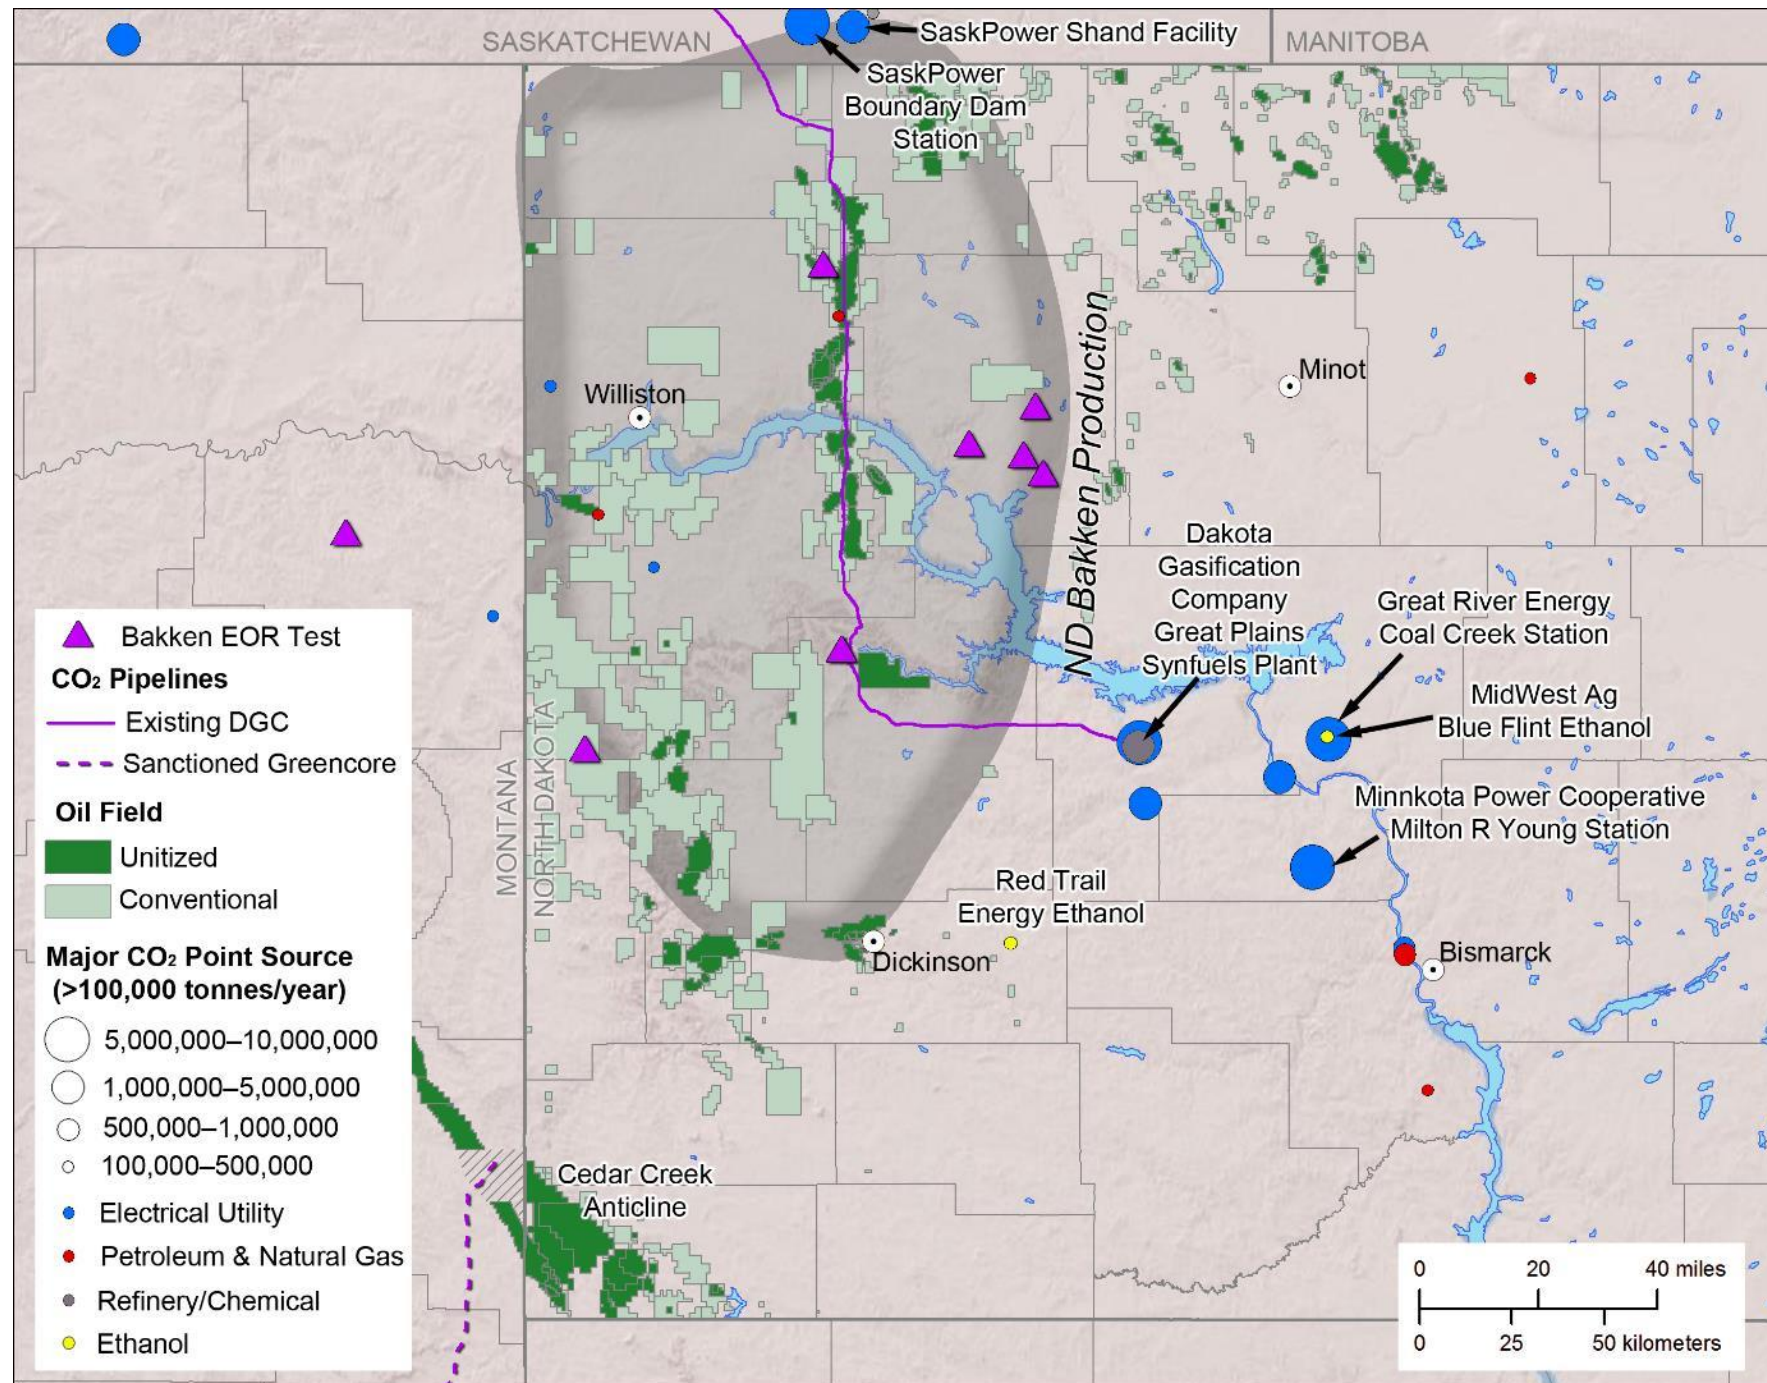 SASKATCHEWAN
SaskPower Shand Facility
MANITOBA
SaskPower
Boundary Dam
Station
Minot
Williston
ND Bakken Production
Dakota
Gasification
Company
Great Plains
Synfuels Plant
Great River Energy
Coal Creek Station
MidWest Ag
Blue Flint Ethanol
Minnkota Power Cooperative
Milton R Young Station
Red Trail
Energy Ethanol
Dickinson
Bismarck
MONTANA
NORTH DAKOTA
Cedar Creek
Anticline
Bakken EOR Test
CO₂ Pipelines
Existing DGC
Sanctioned Greencore
Oil Field
Unitized
Conventional
Major CO₂ Point Source
(>100,000 tonnes/year)
5,000,000–10,000,000
1,000,000–5,000,000
500,000–1,000,000
100,000–500,000
Electrical Utility
Petroleum & Natural Gas
Refinery/Chemical
Ethanol
0 20 40 miles
0 25 50 kilometers